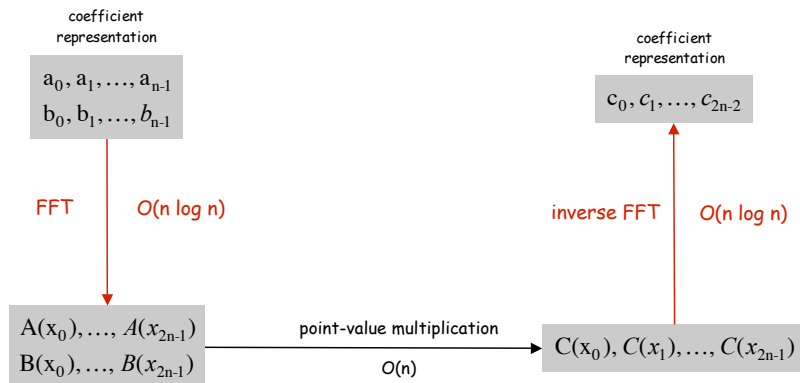 coefficient
representation
a₀, a₁, …, aₙ₋₁
b₀, b₁, …, bₙ₋₁
FFT
O(n log n)
A(x₀), …, A(x₂ₙ₋₁)
B(x₀), …, B(x₂ₙ₋₁)
point-value multiplication
O(n)
coefficient
representation
c₀, c₁, …, c₂ₙ₋₂
inverse FFT
O(n log n)
C(x₀), C(x₁), …, C(x₂ₙ₋₁)